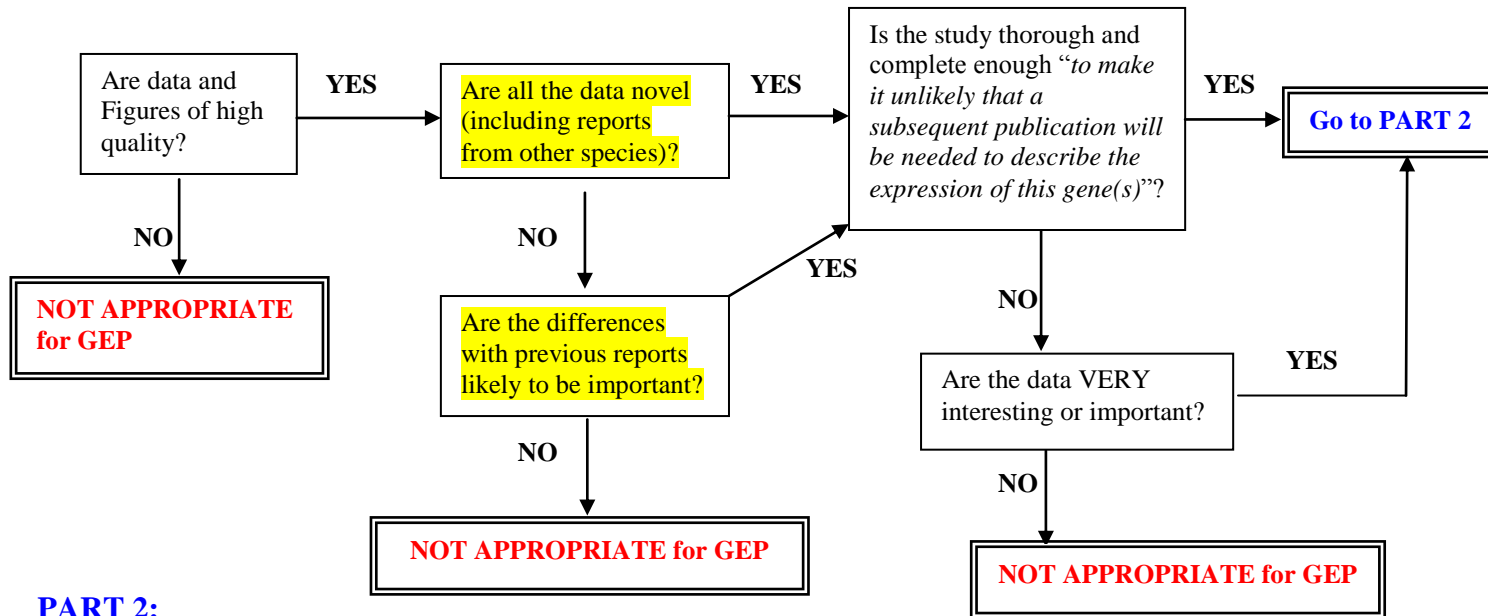 Are data and
Figures of high
quality?
YES
NO
NOT APPROPRIATE
for GEP
Are all the data novel
(including reports
from other species)?
YES
NO
Are the differences
with previous reports
likely to be important?
YES
NO
NOT APPROPRIATE for GEP
Is the study thorough and
complete enough “to make
it unlikely that a
subsequent publication will
be needed to describe the
expression of this gene(s)”?
YES
Go to PART 2
NO
Are the data VERY
interesting or important?
YES
NO
NOT APPROPRIATE for GEP
PART 2: